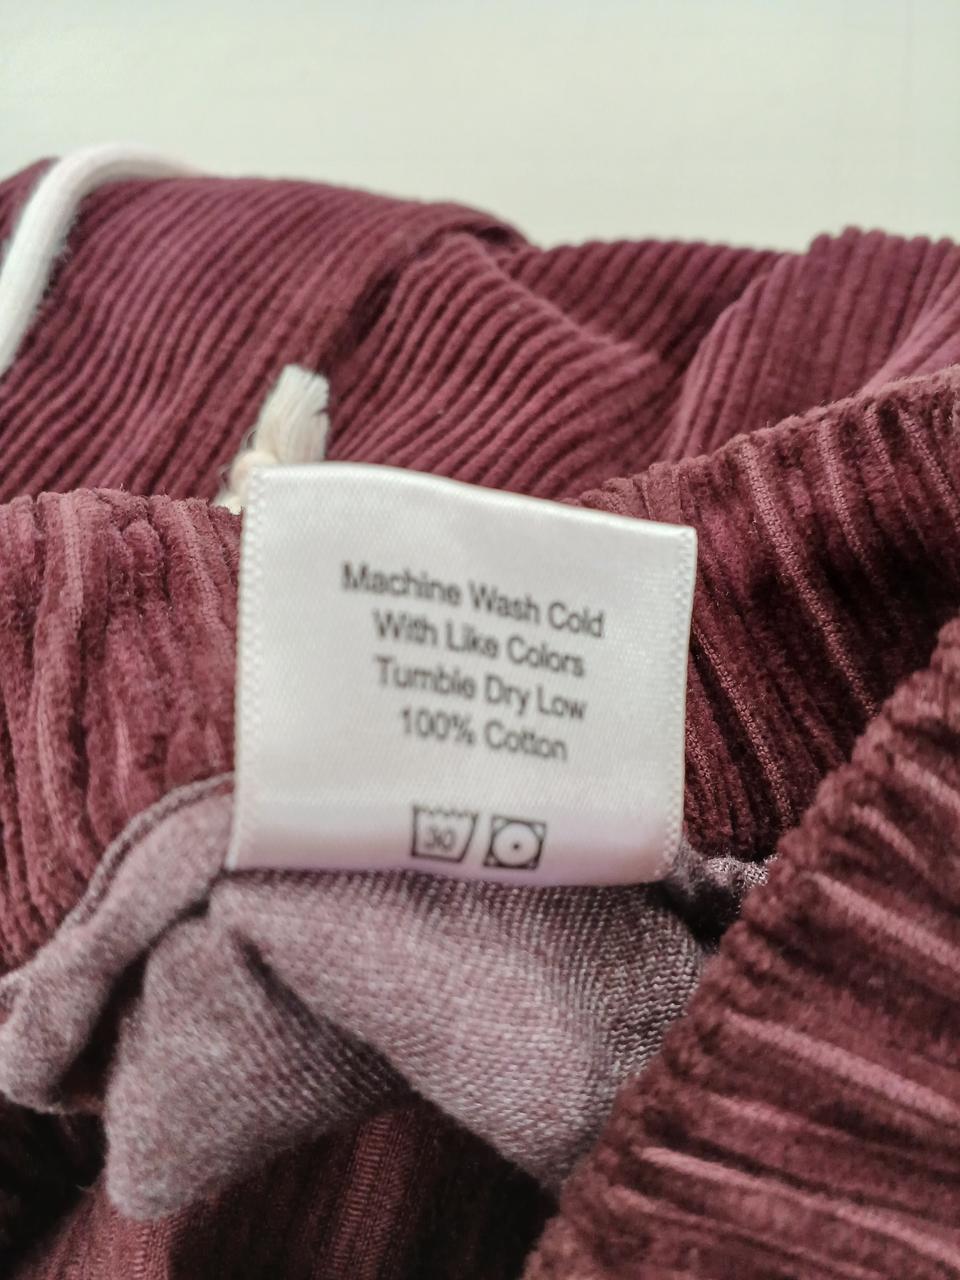 Machine Wash Cold
With Like Colors
Tumble Dry Low
100% Cotton
30